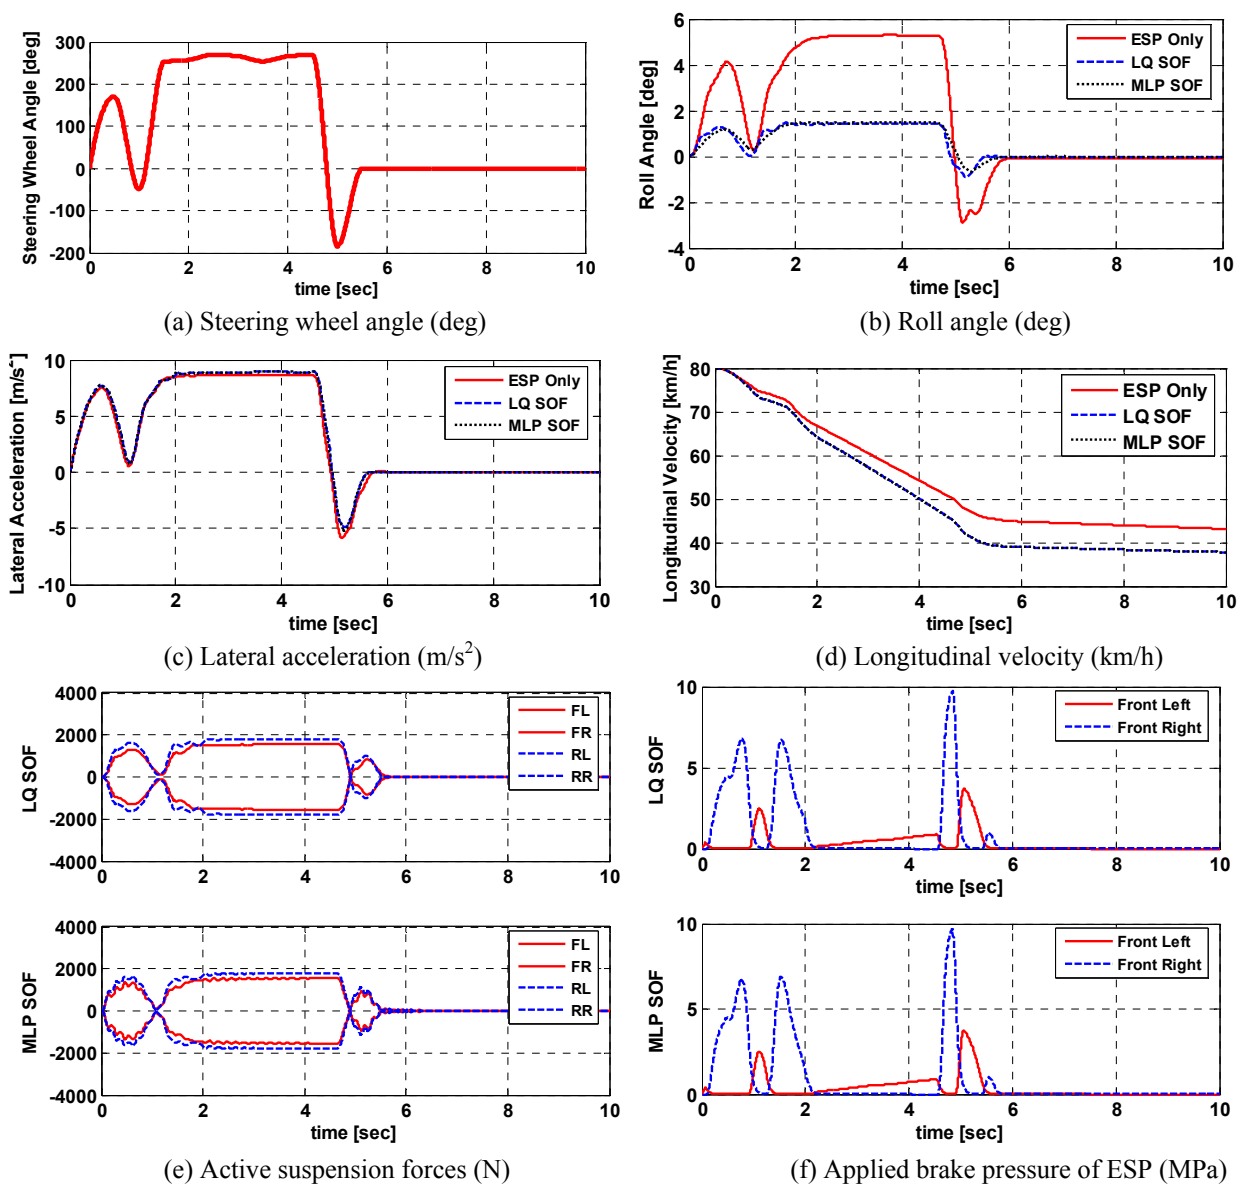 300
200
100
0
-100
-200
Steering Wheel Angle [deg]
0 2 4 6 8 10
time [sec]
(a) Steering wheel angle (deg)
6
4
2
0
-2
-4
Roll Angle [deg]
ESP Only
LQ SOF
MLP SOF
0 2 4 6 8 10
time [sec]
(b) Roll angle (deg)
10
5
0
-5
-10
Lateral Acceleration [m/s²]
ESP Only
LQ SOF
MLP SOF
0 2 4 6 8 10
time [sec]
(c) Lateral acceleration (m/s²)
80
70
60
50
40
30
Longitudinal Velocity [km/h]
ESP Only
LQ SOF
MLP SOF
0 2 4 6 8 10
time [sec]
(d) Longitudinal velocity (km/h)
4000
2000
0
-2000
-4000
LQ SOF
FL
FR
RL
RR
0 2 4 6 8 10
time [sec]
4000
2000
0
-2000
-4000
MLP SOF
FL
FR
RL
RR
0 2 4 6 8 10
time [sec]
(e) Active suspension forces (N)
10
5
0
LQ SOF
Front Left
Front Right
0 2 4 6 8 10
time [sec]
10
5
0
MLP SOF
Front Left
Front Right
0 2 4 6 8 10
time [sec]
(f) Applied brake pressure of ESP (MPa)